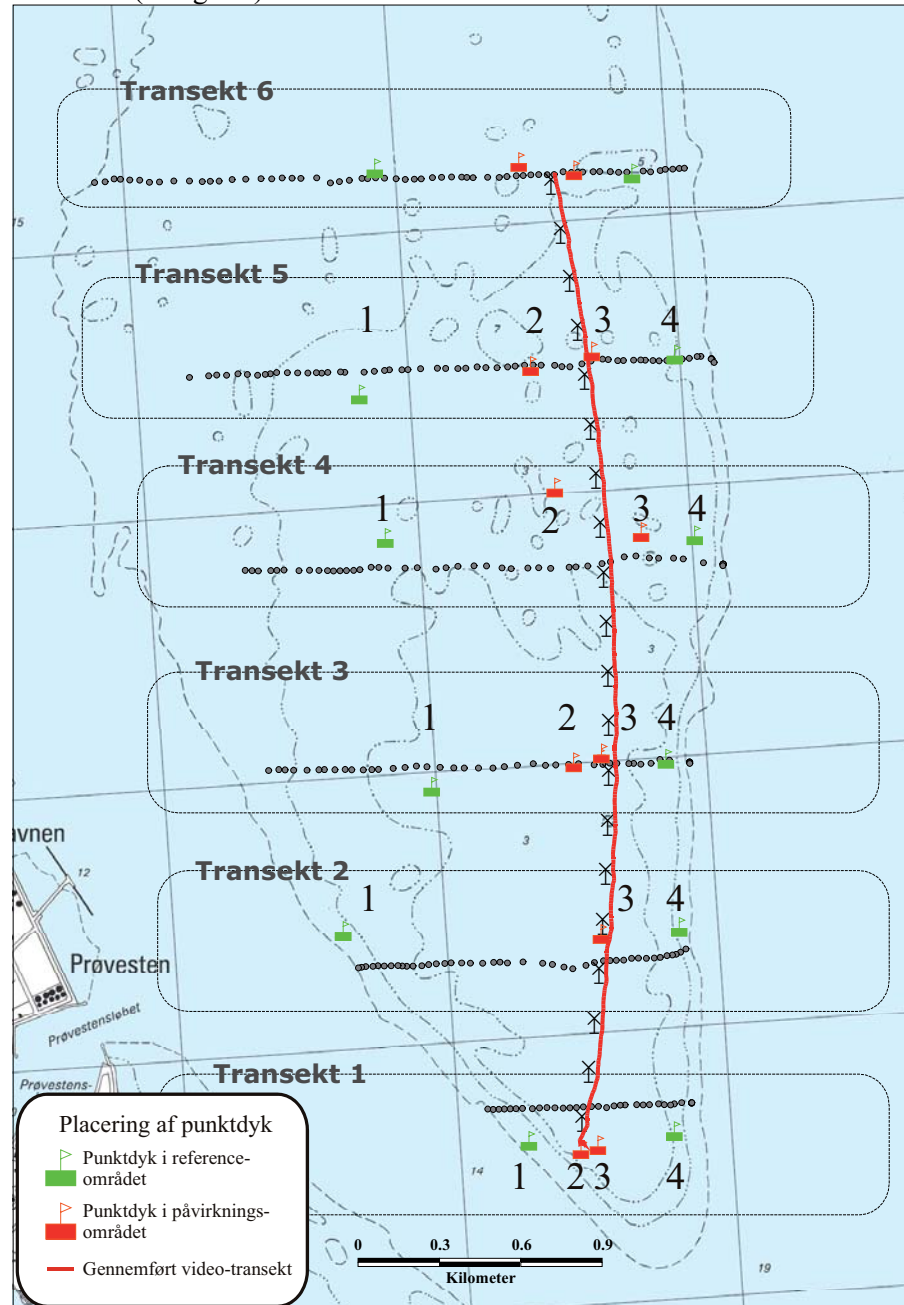 Transekt 6
5
15
Transekt 5
1 2 3 4
7
Transekt 4
3
1 2 3 4
3
Transekt 3
1 2 3 4
avnen
12
3
Transekt 2
1 3 4
Prøvesten
Prøvestensløbet
Prøvestens-
Transekt 1
1 2 3 4
14
19
Placering af punktdyk
Punktdyk i reference-
området
Punktdyk i påvirknings-
området
Gennemført video-transekt
0 0.3 0.6 0.9
Kilometer